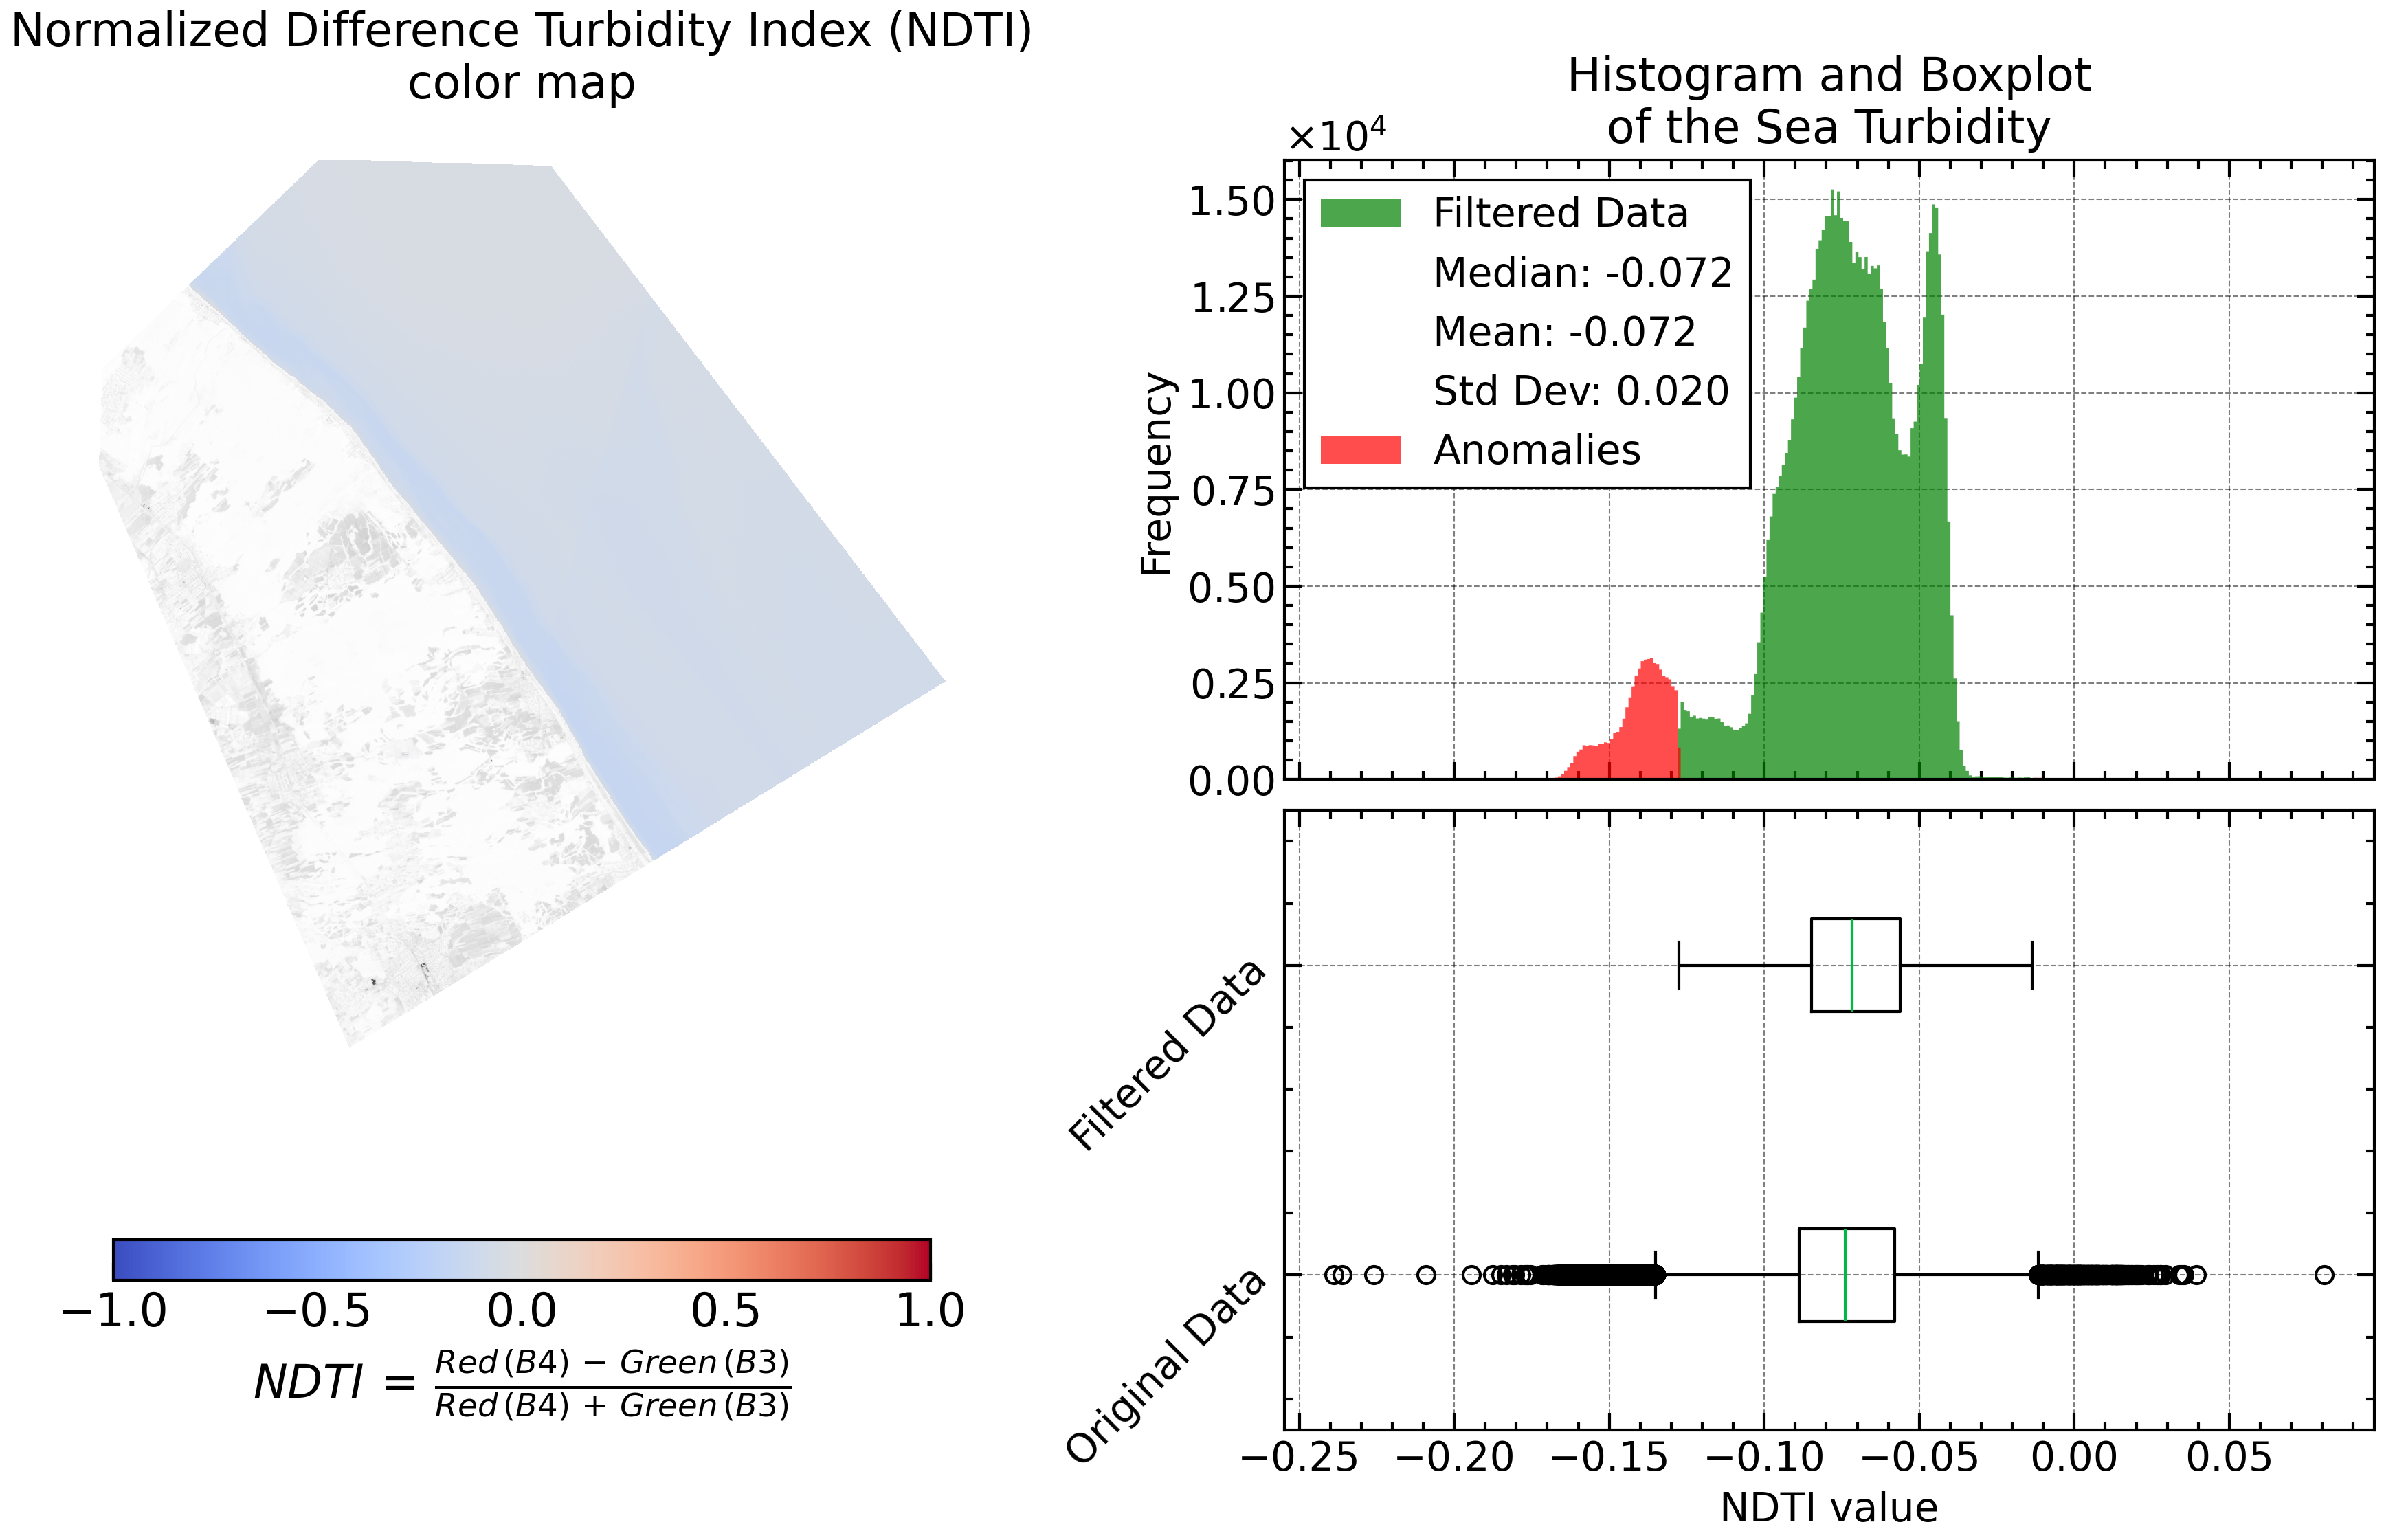 Normalized Difference Turbidity Index (NDTI)
color map
−1.0 −0.5 0.0 0.5 1.0
NDTI = Red (B4) − Green (B3) / Red (B4) + Green (B3)
Histogram and Boxplot
of the Sea Turbidity
×10⁴
1.50
1.25
1.00
0.75
0.50
0.25
0.00
Frequency
Filtered Data
Median: -0.072
Mean: -0.072
Std Dev: 0.020
Anomalies
Filtered Data
Original Data
−0.25 −0.20 −0.15 −0.10 −0.05 0.00 0.05
NDTI value